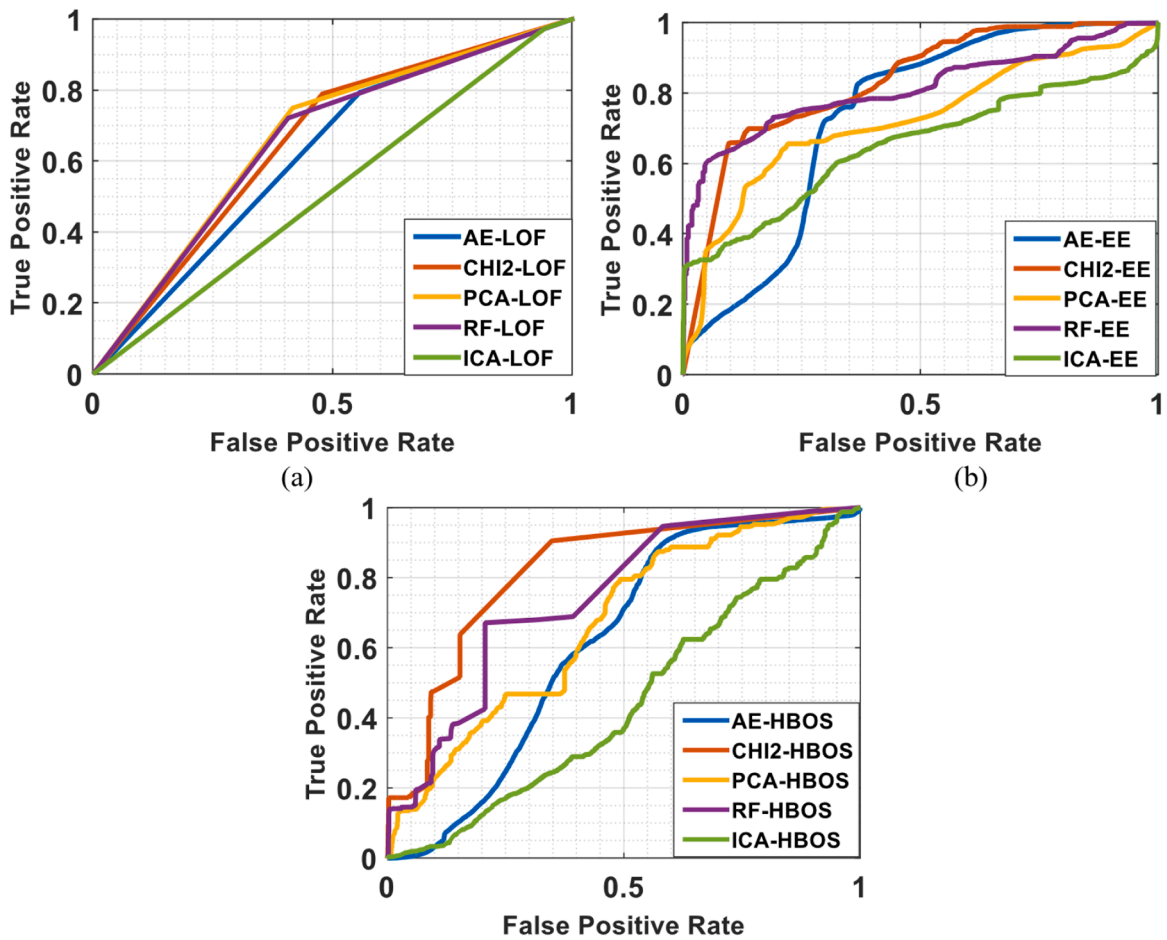 1
0.8
0.6
0.4
0.2
0
True Positive Rate
0 0.5 1
False Positive Rate
AE-LOF
CHI2-LOF
PCA-LOF
RF-LOF
ICA-LOF
(a)
1
0.8
0.6
0.4
0.2
0
True Positive Rate
0 0.5 1
False Positive Rate
AE-EE
CHI2-EE
PCA-EE
RF-EE
ICA-EE
(b)
1
0.8
0.6
0.4
0.2
0
True Positive Rate
0 0.5 1
False Positive Rate
AE-HBOS
CHI2-HBOS
PCA-HBOS
RF-HBOS
ICA-HBOS